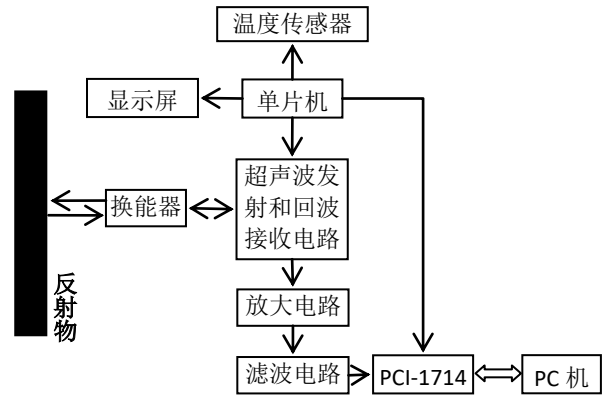 温度传感器
显示屏
单片机
超声波发
射和回波
接收电路
换能器
反射物
放大电路
滤波电路
PCI-1714
PC 机